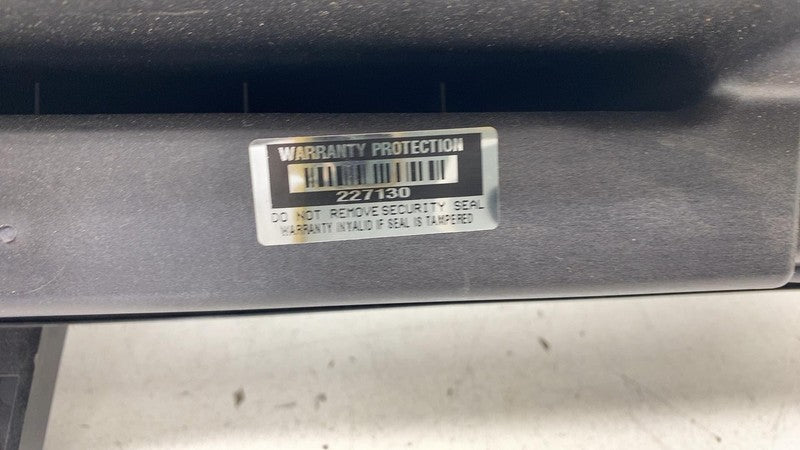 WARRANTY PROTECTION
227130
DO NOT REMOVE SECURITY SEAL
WARRANTY INVALID IF SEAL IS TAMPERED